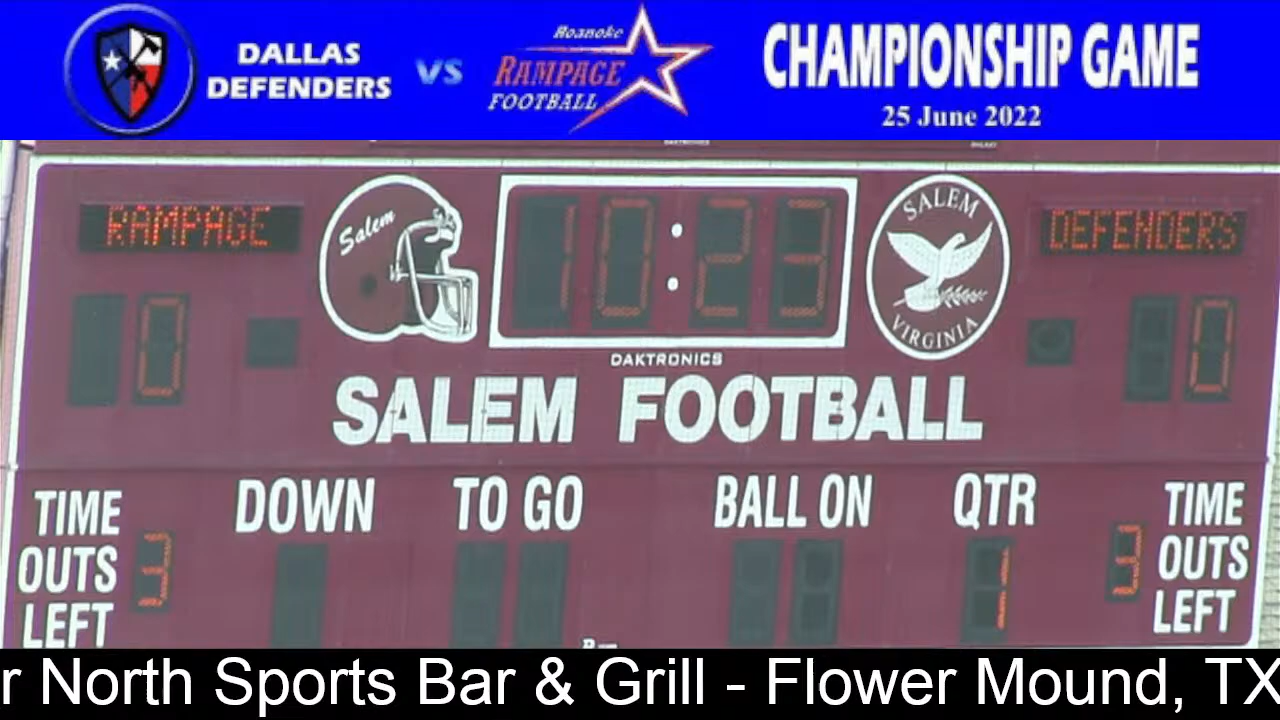 DALLAS
DEFENDERS
vs
Roanoke
RAMPAGE
FOOTBALL
CHAMPIONSHIP GAME
25 June 2022
RAMPAGE
Salem
10:23
SALEM
VIRGINIA
DEFENDERS
0
0
DAKTRONICS
SALEM FOOTBALL
TIME
OUTS
LEFT
3
DOWN
TO GO
BALL ON
QTR
1
3
TIME
OUTS
LEFT
r North Sports Bar & Grill - Flower Mound, TX